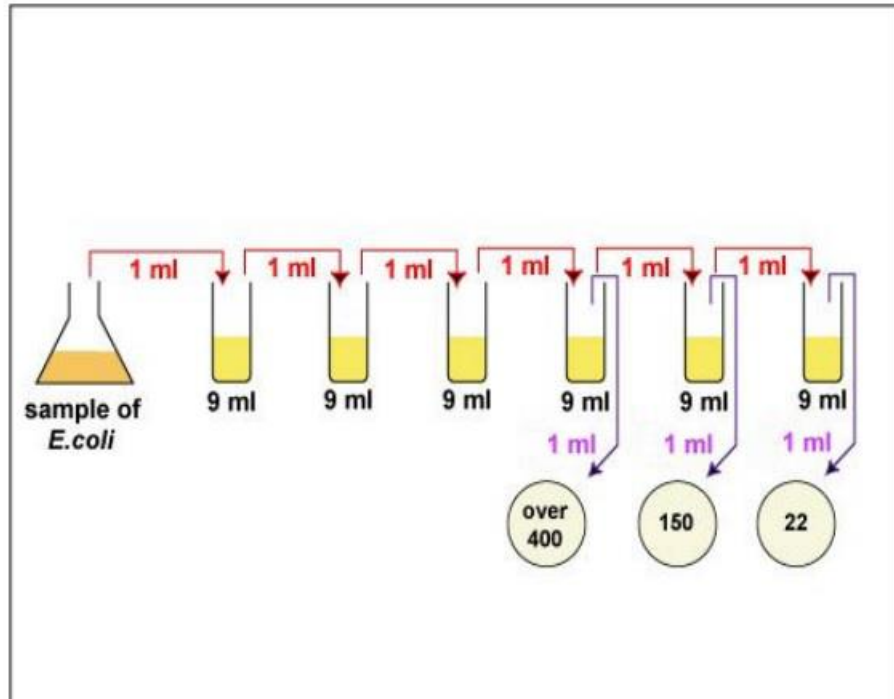 1 ml 1 ml 1 ml 1 ml 1 ml 1 ml
sample of
E.coli
9 ml 9 ml 9 ml 9 ml 9 ml 9 ml
1 ml 1 ml 1 ml
over
400
150
22